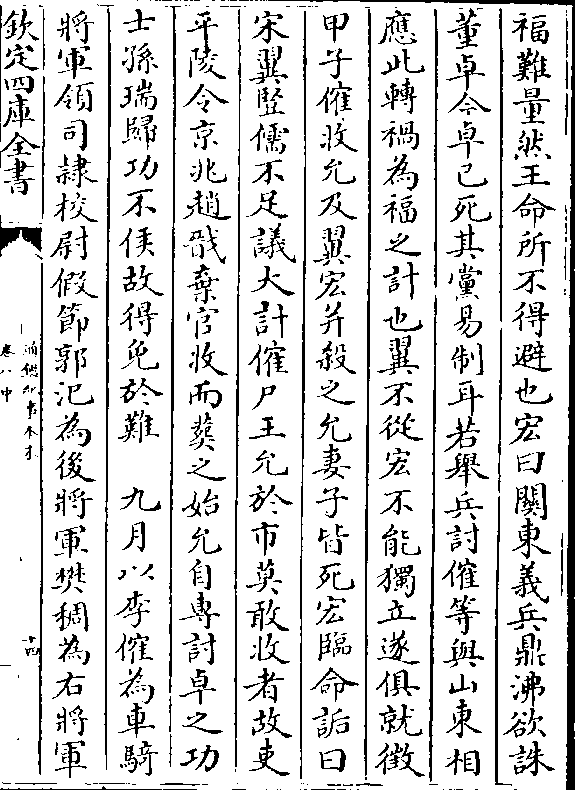 福難量然王命所不得避也宏曰關東義兵鼎沸欲誅
董卓今卓已死其黨易制耳若舉兵討傕等與山東相
應此轉禍為福之計也翼不從宏不能獨立遂俱就徵
甲子傕收允及翼宏并殺之允妻子皆死宏臨命詬曰
宋翼豎儒不足議大計傕尸王允於市莫敢收者故吏
平陵令京兆趙戩棄官收而葬之始允自專討卓之功
士孫瑞歸功不侯故得免於難　九月以李傕為車騎
將軍領司隸校尉假節郭汜為後將軍樊稠為右將軍
欽定四庫全書
通鑑紀事本末
卷八中
十四